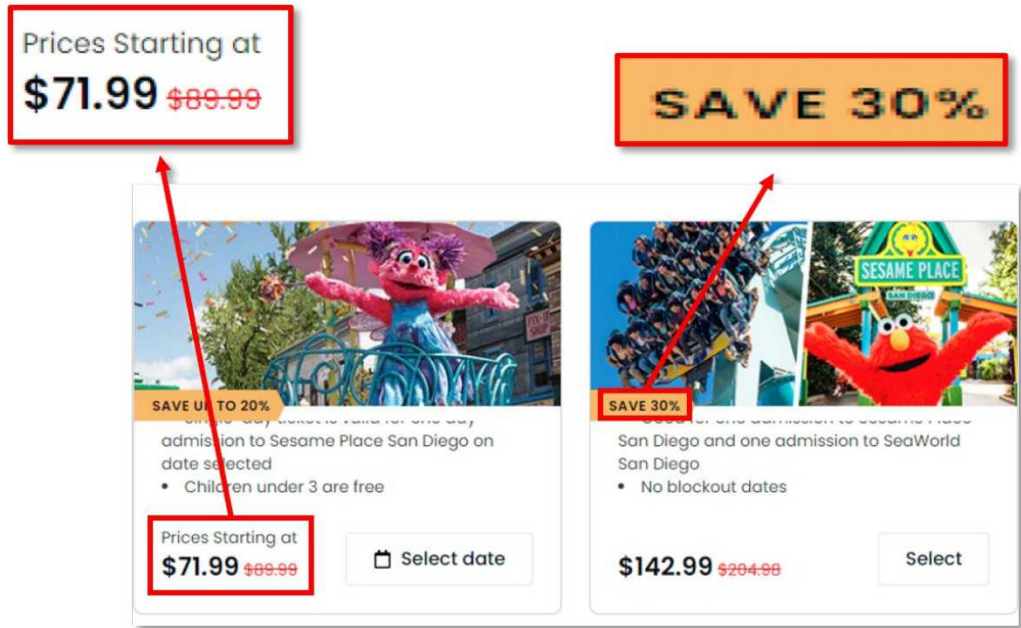 Prices Starting at
$71.99 $89.99
SAVE 30%
SESAME PLACE
SAN DIEGO
FIX-IT
SHOP
SAVE UP TO 20%
SAVE 30%
admission to Sesame Place San Diego on
date selected
• Children under 3 are free
Prices Starting at
$71.99 $89.99
Select date
San Diego and one admission to SeaWorld
San Diego
• No blockout dates
$142.99 $204.98
Select